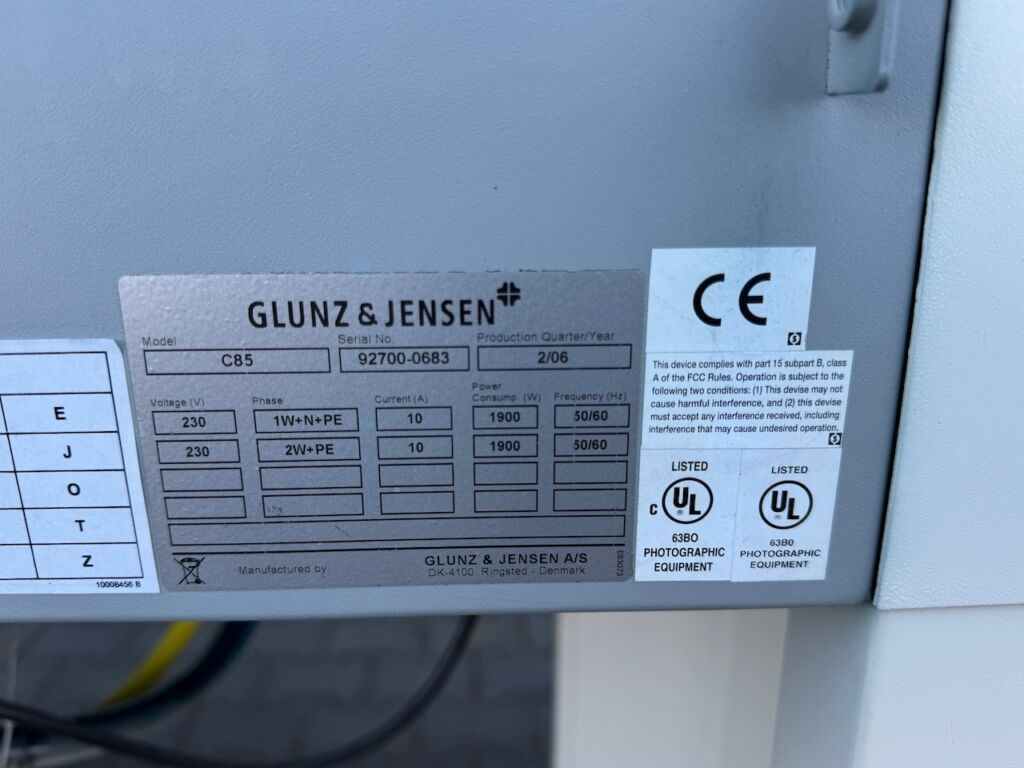 GLUNZ & JENSEN
Model Serial No. Production Quarter/Year
C85 92700-0683 2/06
Voltage (V) Phase Current (A) Power Consump. (W) Frequency (Hz)
230 1W+N+PE 10 1900 50/60
230 2W+PE 10 1900 50/60
Manufactured by: GLUNZ & JENSEN A/S
DK-4100 Ringsted - Denmark
E83073
E
J
O
T
Z
10008456 B
CE
This device complies with part 15 subpart B, class
A of the FCC Rules. Operation is subject to the
following two conditions: (1) This devise may not
cause harmful interference, and (2) this devise
must accept any interference received, including
interference that may cause undesired operation.
LISTED
C UL
63BO
PHOTOGRAPHIC
EQUIPMENT
LISTED
UL
63B0
PHOTOGRAPHIC
EQUIPMENT